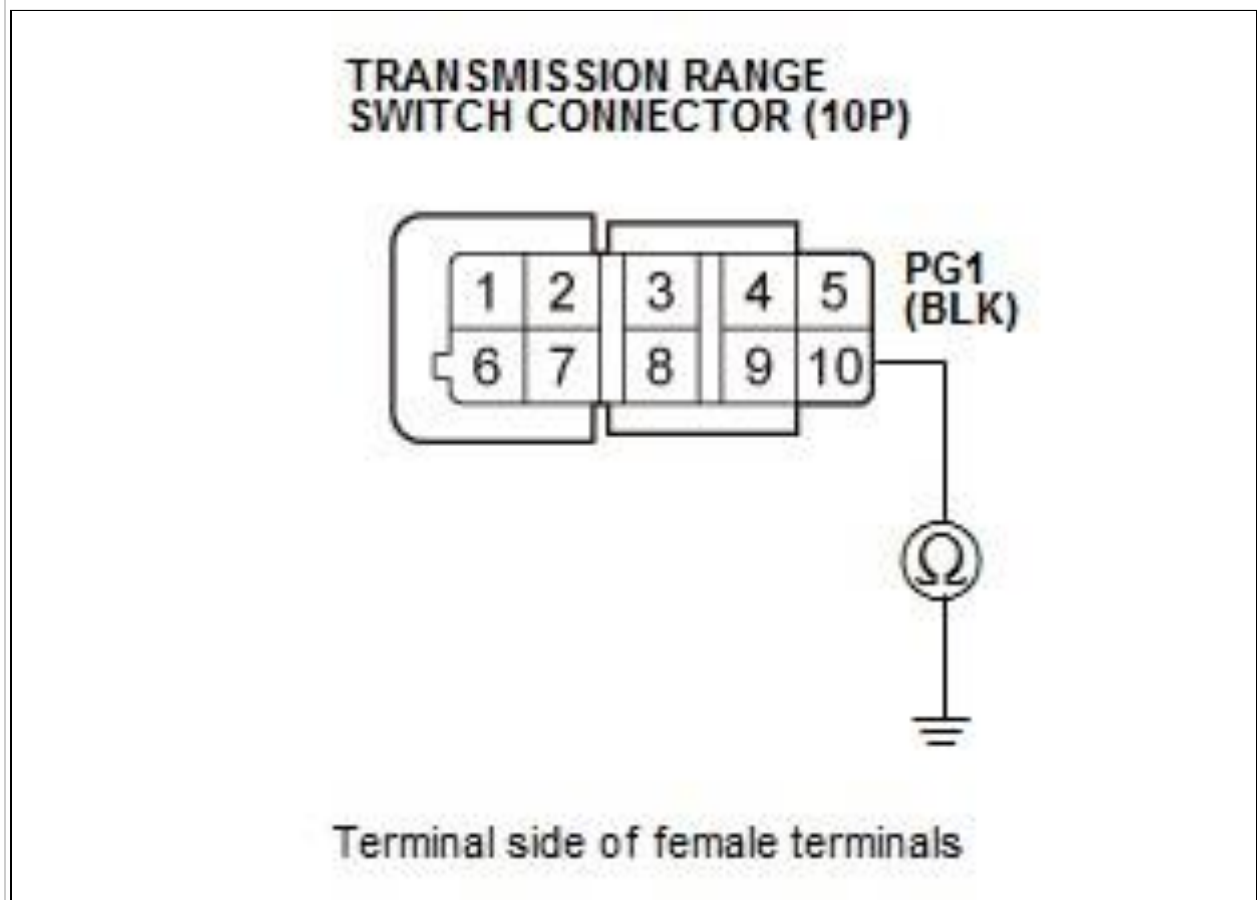 TRANSMISSION RANGE
SWITCH CONNECTOR (10P)
1 2 3 4 5
PG1
(BLK)
6 7 8 9 10
Ω
Terminal side of female terminals